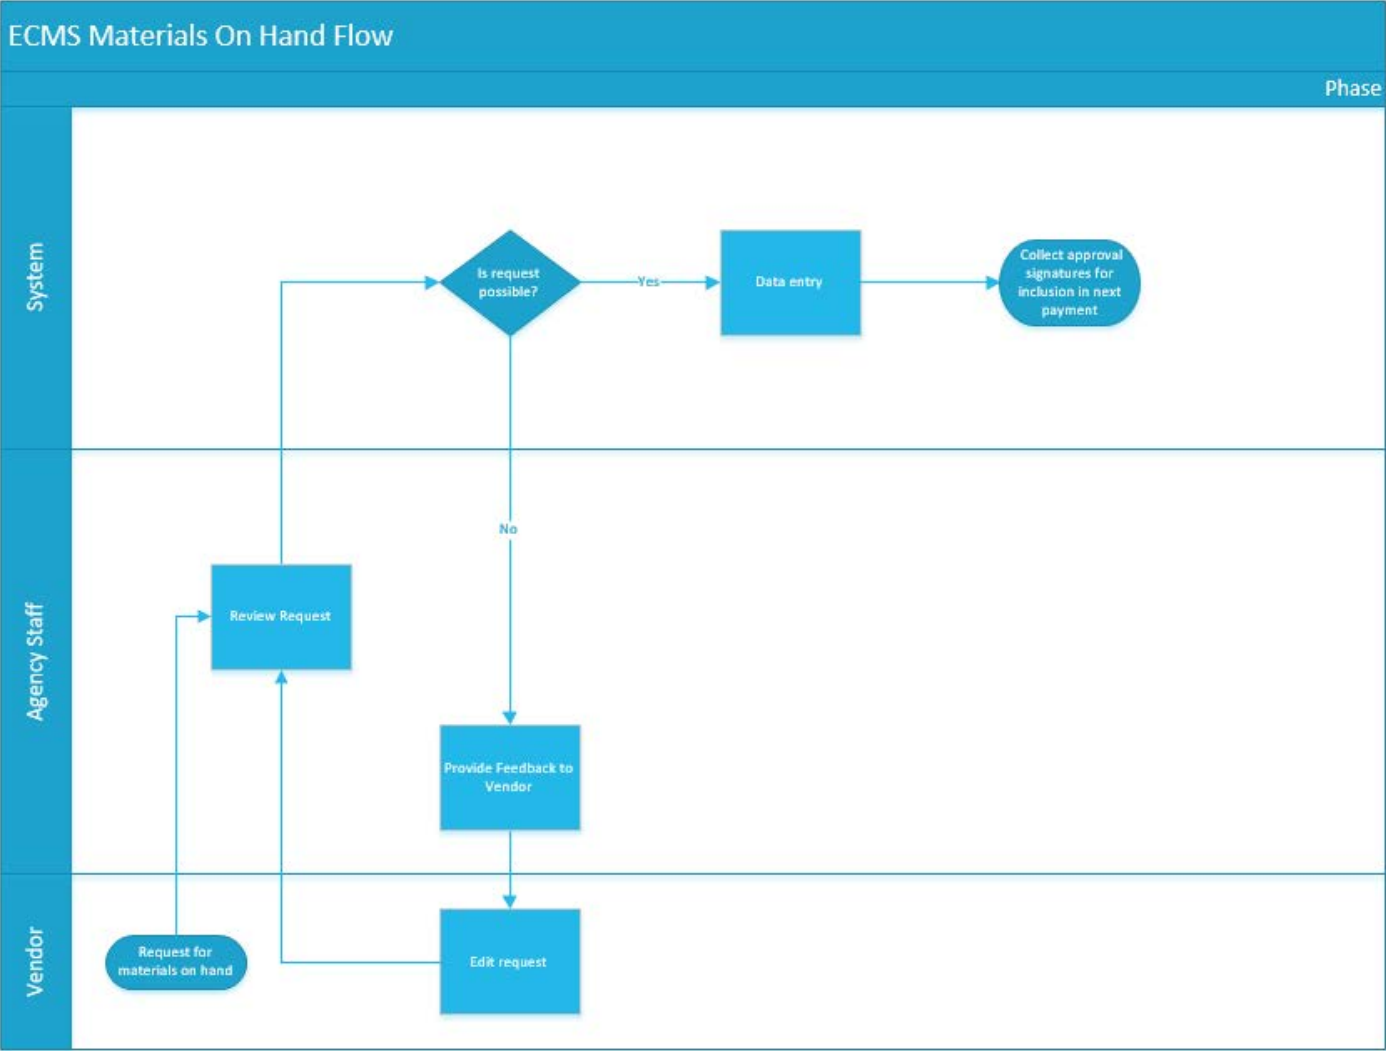 ECMS Materials On Hand Flow
Phase
System
Is request
possible?
Yes
Data entry
Collect approval
signatures for
inclusion in next
payment
No
Agency Staff
Review Request
Provide Feedback to
Vendor
Vendor
Request for
materials on hand
Edit request